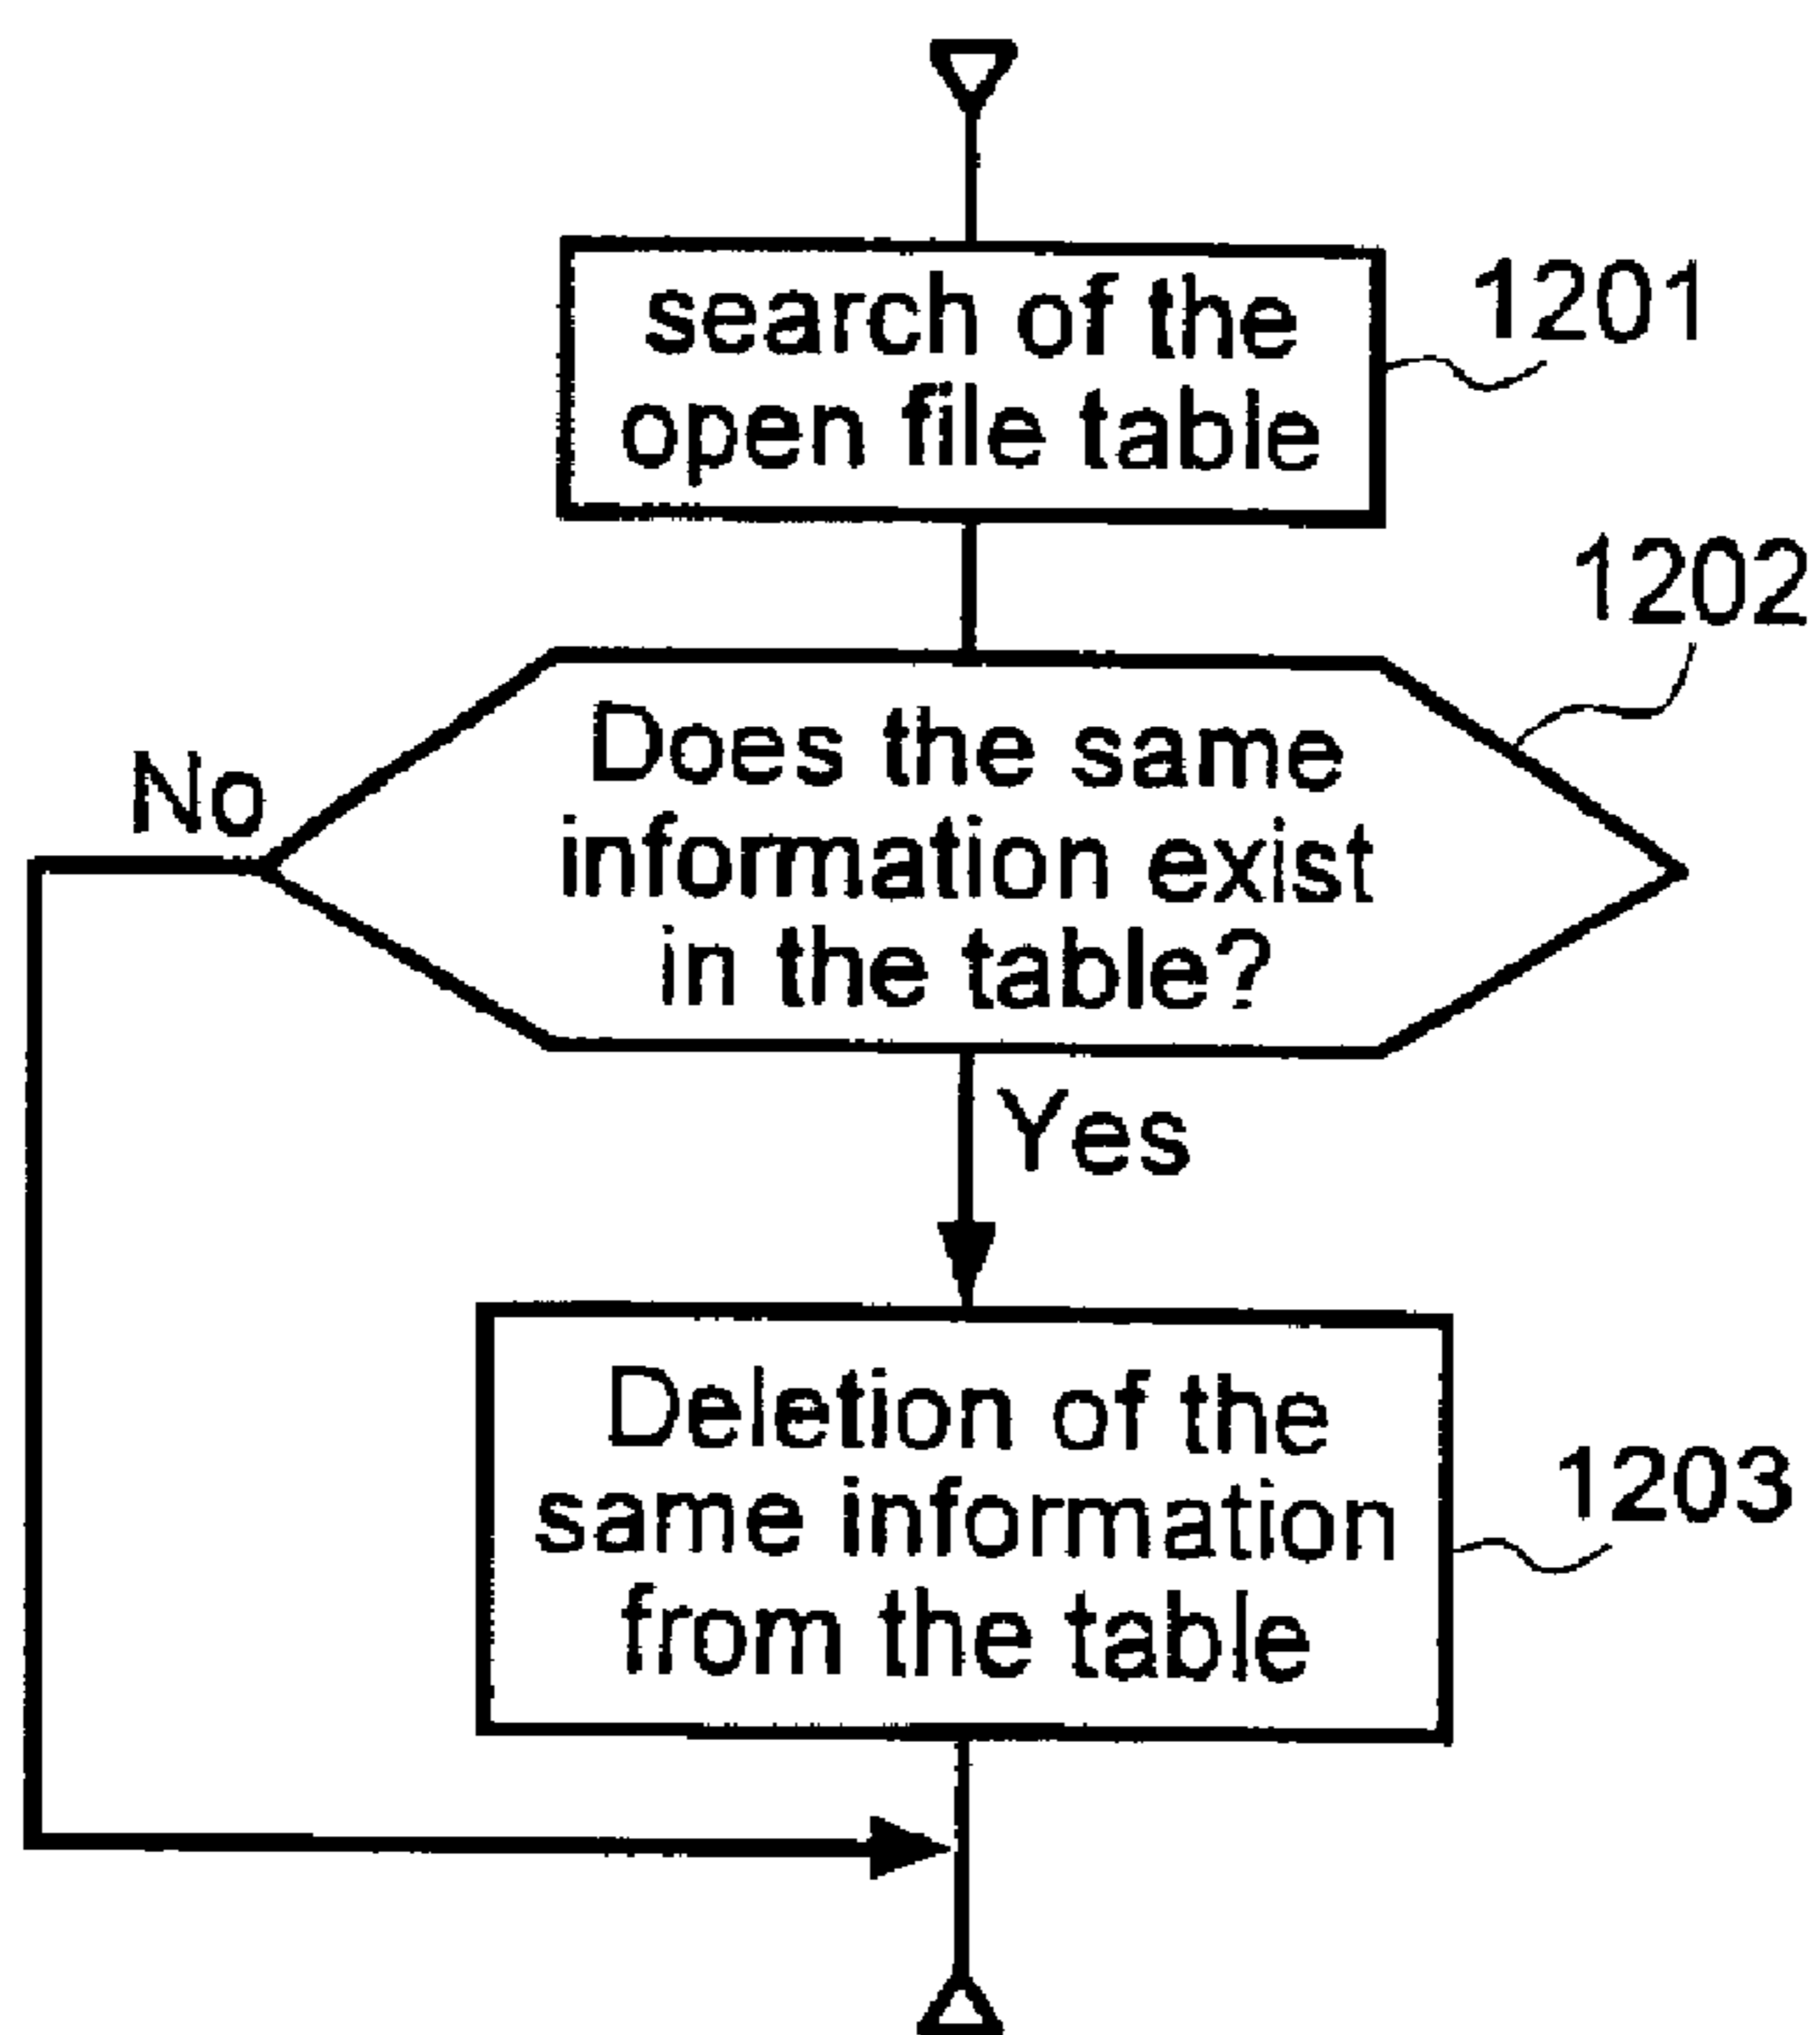 search of the
open file table
1201
1202
Does the same
information exist
in the table?
No
Yes
Deletion of the
same information
from the table
1203